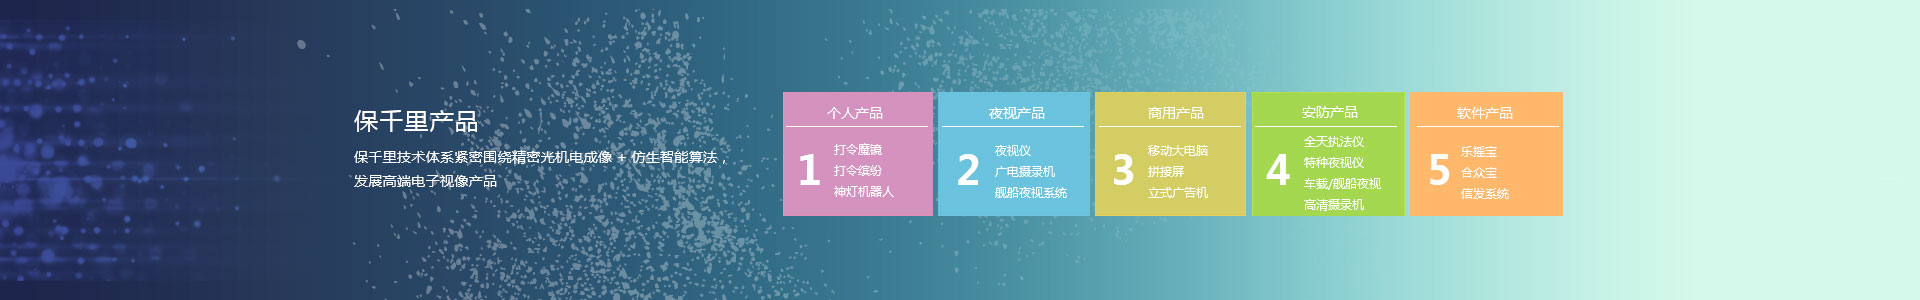 保千里产品
保千里技术体系紧密围绕精密光机电成像 + 仿生智能算法，
发展高端电子视像产品
个人产品
1
打令魔镜
打令缤纷
神灯机器人
夜视产品
2
夜视仪
广电摄录机
舰船夜视系统
商用产品
3
移动大电脑
拼接屏
立式广告机
安防产品
4
全天执法仪
特种夜视仪
车载/舰船夜视
高清摄录机
软件产品
5
乐摇宝
合众宝
信发系统